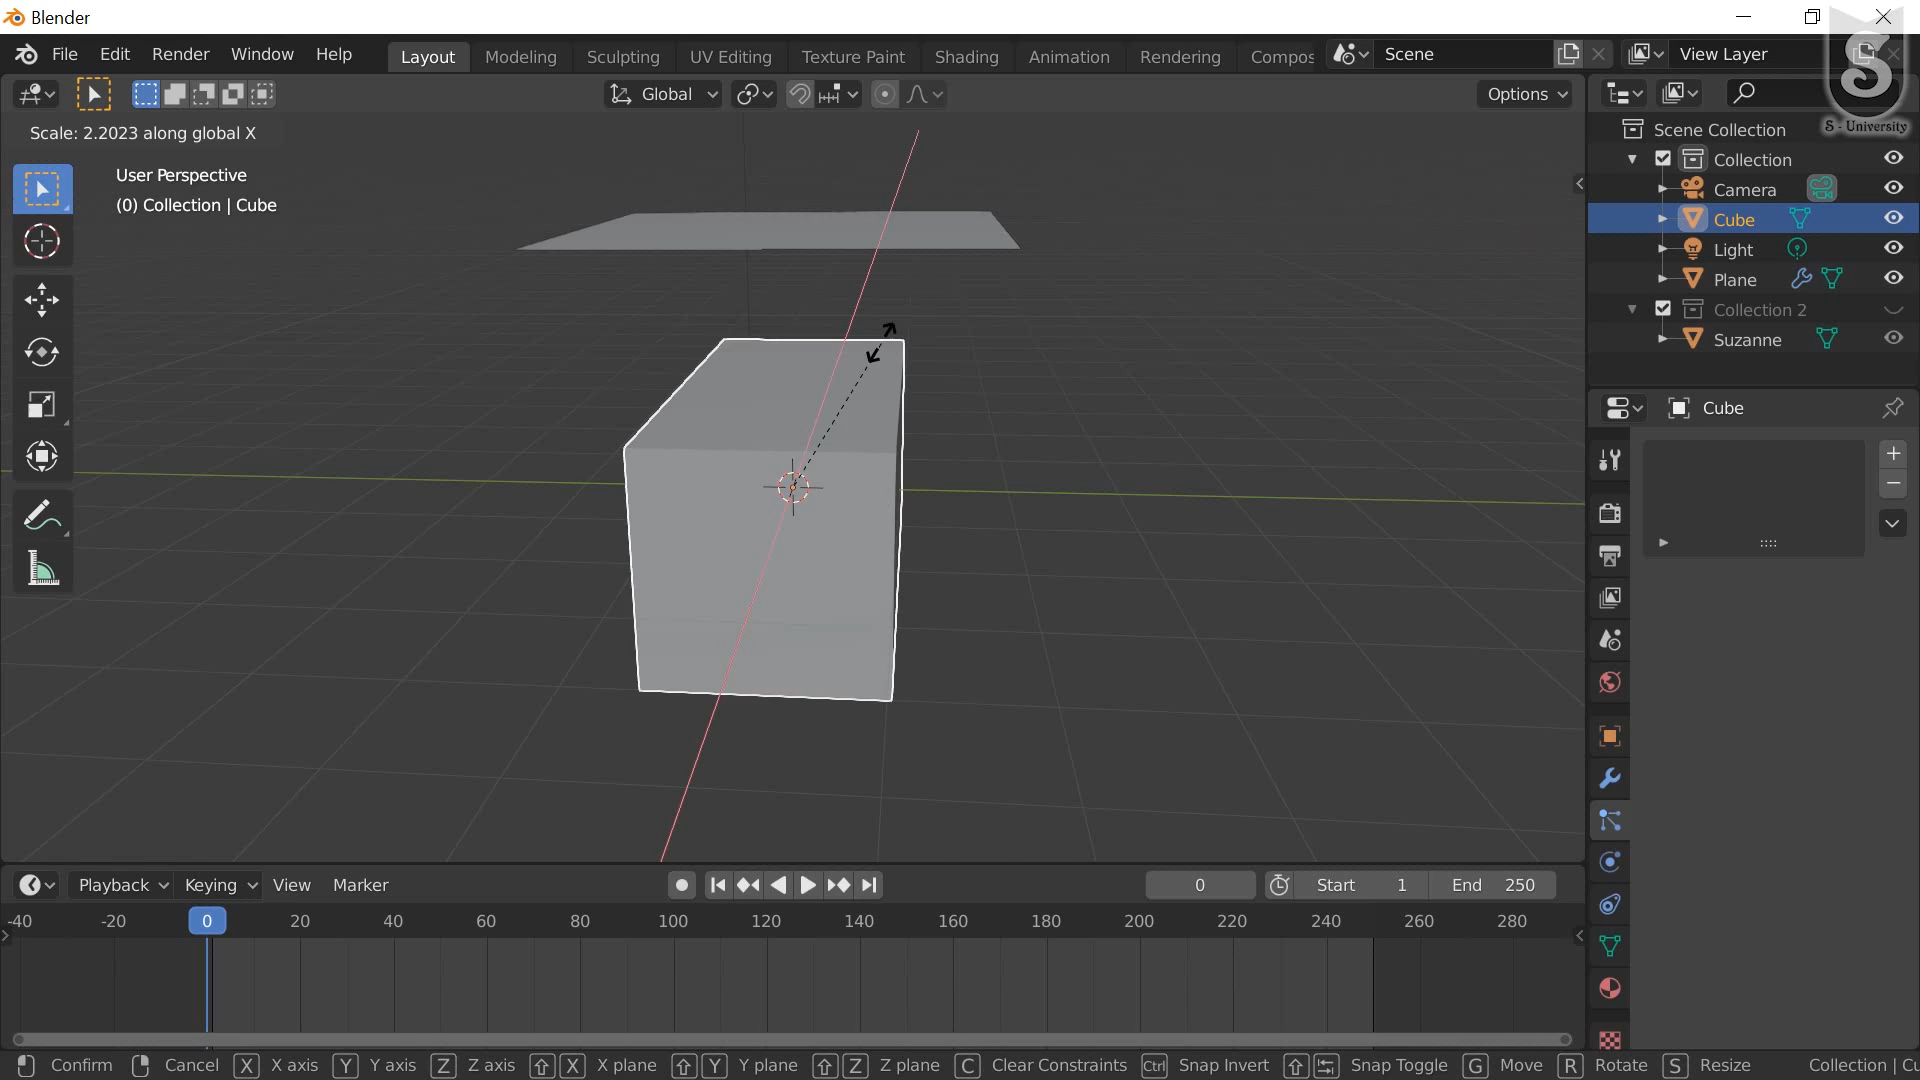 Blender
File Edit Render Window Help
Layout Modeling Sculpting UV Editing Texture Paint Shading Animation Rendering Compos
Scene
View Layer
Global
Options
S
S - University
Scale: 2.2023 along global X
User Perspective
(0) Collection | Cube
Scene Collection
Collection
Camera
Cube
Light
Plane
Collection 2
Suzanne
Cube
Playback Keying View Marker
0
Start 1
End 250
-40 -20 0 20 40 60 80 100 120 140 160 180 200 220 240 260 280
Confirm Cancel X X axis Y Y axis Z Z axis X X plane Y Y plane Z Z plane C Clear Constraints Ctrl Snap Invert Snap Toggle G Move R Rotate S Resize Collection | Cu